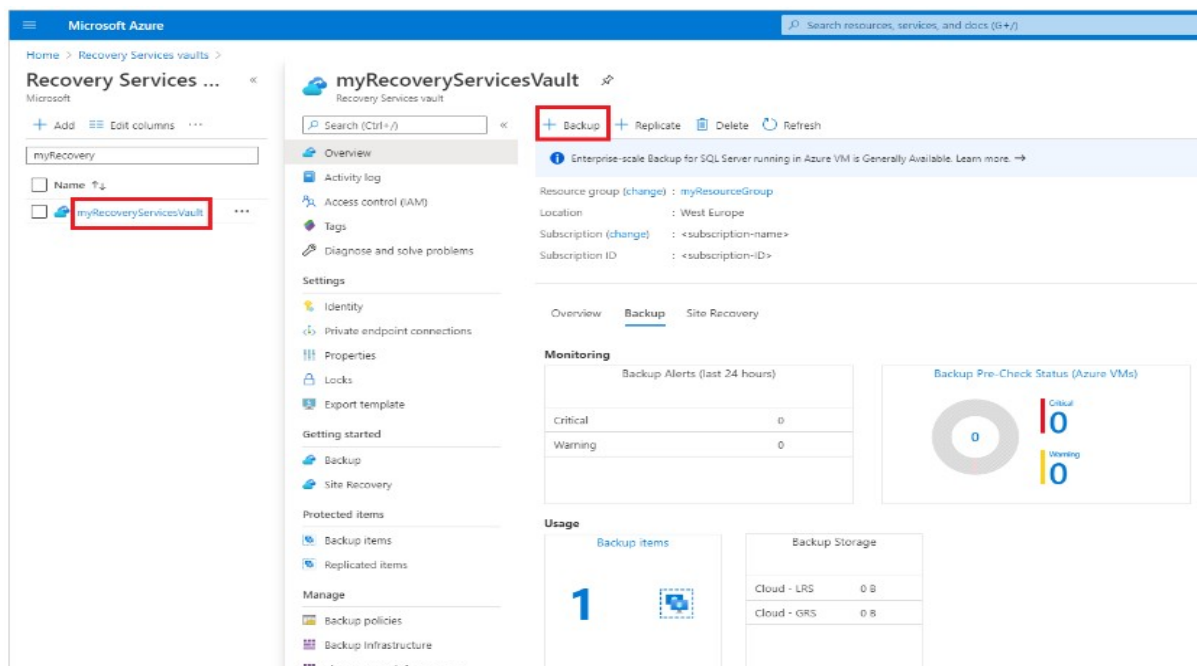 Microsoft Azure
Search resources, services, and docs (G+/)
Home > Recovery Services vaults >
Recovery Services ... «
Microsoft
+ Add Edit columns ...
myRecovery
Name ↑↓
myRecoveryServicesVault ...
myRecoveryServicesVault
Recovery Services vault
Search (Ctrl+/) «
Overview
Activity log
Access control (IAM)
Tags
Diagnose and solve problems
Settings
Identity
Private endpoint connections
Properties
Locks
Export template
Getting started
Backup
Site Recovery
Protected items
Backup items
Replicated items
Manage
Backup policies
Backup Infrastructure
+ Backup + Replicate Delete Refresh
Enterprise-scale Backup for SQL Server running in Azure VM is Generally Available. Learn more. →
Resource group (change) : myResourceGroup
Location : West Europe
Subscription (change) : <subscription-name>
Subscription ID : <subscription-ID>
Overview Backup Site Recovery
Monitoring
Backup Alerts (last 24 hours)
Critical 0
Warning 0
Backup Pre-Check Status (Azure VMs)
0
Critical
0
Warning
0
Usage
Backup items
1
Backup Storage
Cloud - LRS 0 B
Cloud - GRS 0 B